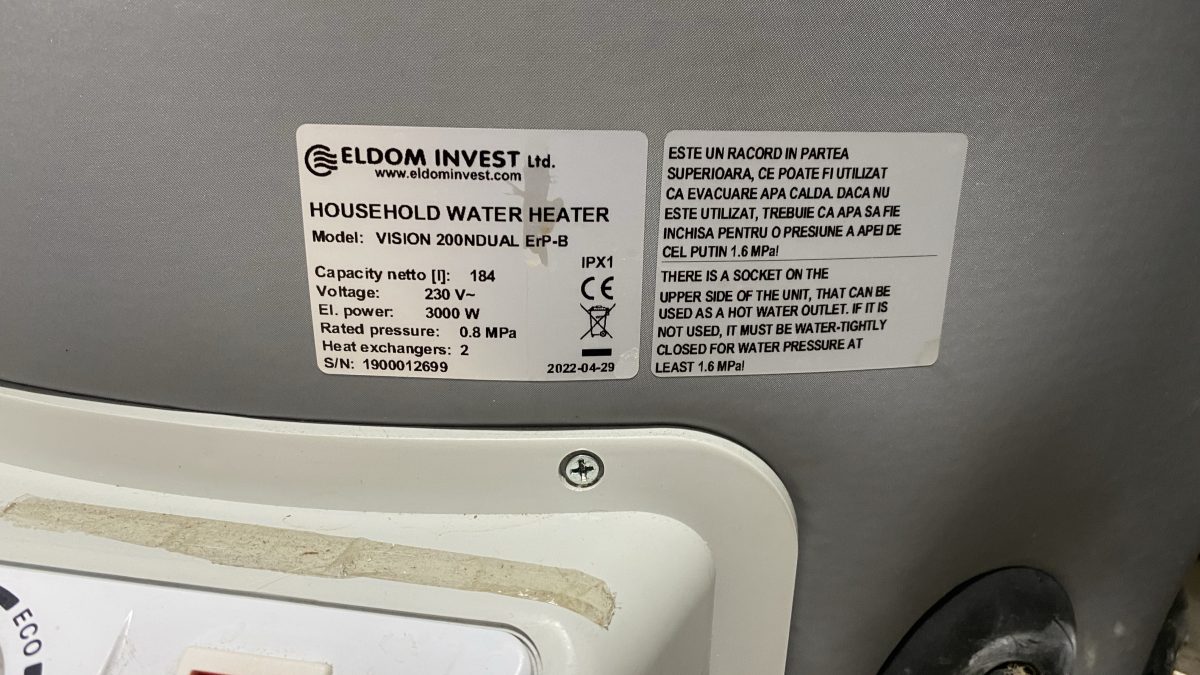 ELDOM INVEST Ltd.
www.eldominvest.com
HOUSEHOLD WATER HEATER
Model: VISION 200NDUAL ErP-B
IPX1
Capacity netto [l]: 184
CE
Voltage: 230 V~
El. power: 3000 W
Rated pressure: 0.8 MPa
Heat exchangers: 2
S/N: 1900012699
2022-04-29
ESTE UN RACORD IN PARTEA
SUPERIOARA, CE POATE FI UTILIZAT
CA EVACUARE APA CALDA. DACA NU
ESTE UTILIZAT, TREBUIE CA APA SA FIE
INCHISA PENTRU O PRESIUNE A APEI DE
CEL PUTIN 1.6 MPa!
THERE IS A SOCKET ON THE
UPPER SIDE OF THE UNIT, THAT CAN BE
USED AS A HOT WATER OUTLET. IF IT IS
NOT USED, IT MUST BE WATER-TIGHTLY
CLOSED FOR WATER PRESSURE AT
LEAST 1.6 MPa!
ECO